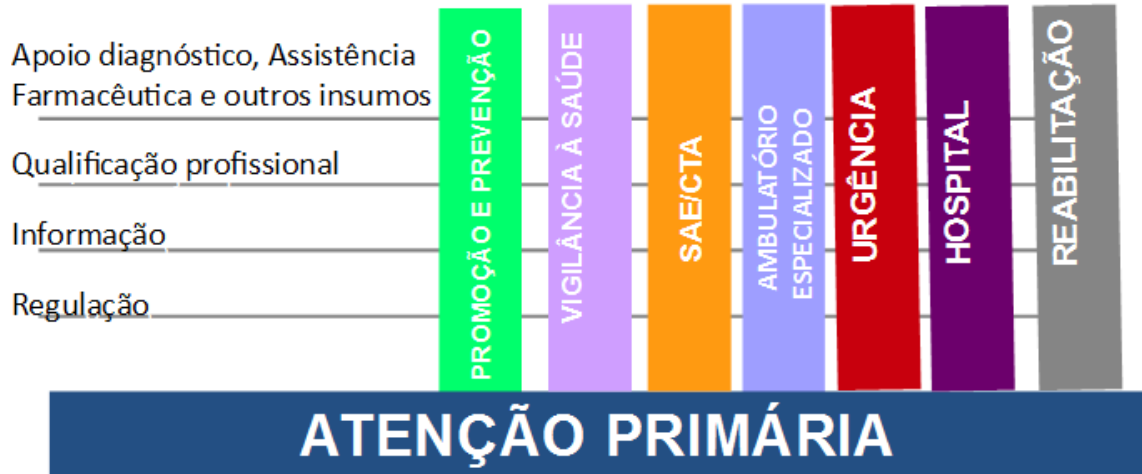 Apoio diagnóstico, Assistência
Farmacêutica e outros insumos
Qualificação profissional
Informação
Regulação
PROMOÇÃO E PREVENÇÃO
VIGILÂNCIA À SAÚDE
SAE/CTA
AMBULATÓRIO
ESPECIALIZADO
URGÊNCIA
HOSPITAL
REABILITAÇÃO
ATENÇÃO PRIMÁRIA